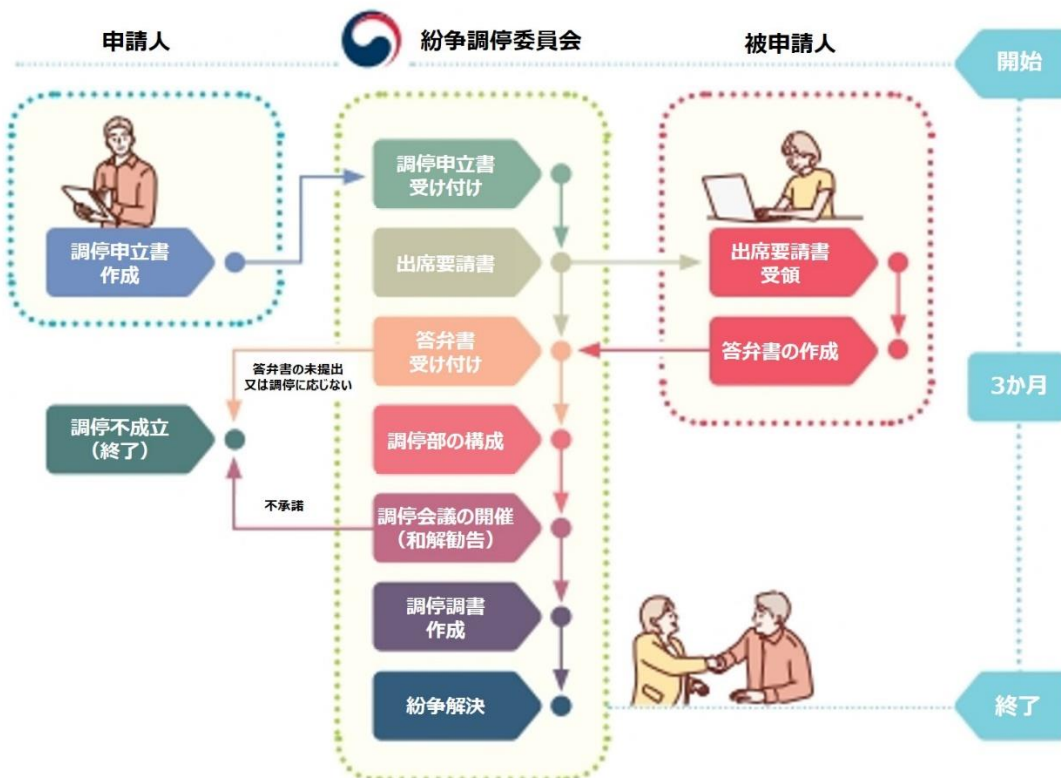 申請人
紛争調停委員会
被申請人
開始
調停申立書
受け付け
調停申立書
作成
出席要請書
出席要請書
受領
答弁書
受け付け
答弁書の作成
答弁書の未提出
又は調停に応じない
3か月
調停不成立
（終了）
調停部の構成
不承諾
調停会議の開催
（和解勧告）
調停調書
作成
紛争解決
終了